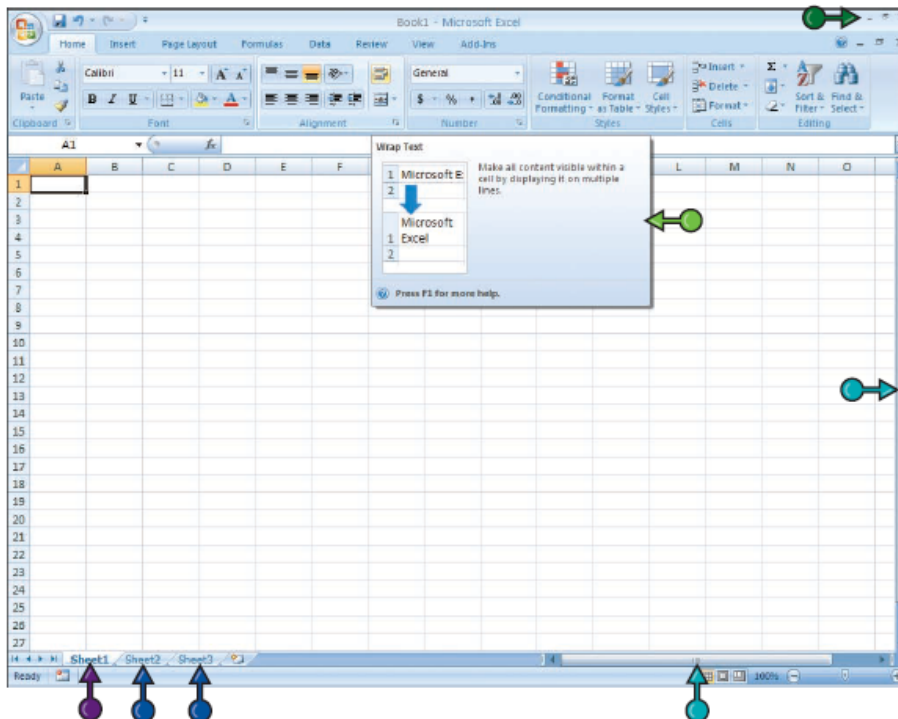 Book1 - Microsoft Excel
Home Insert Page Layout Formulas Data Review View Add-Ins
Calibri 11 A A General Insert Σ
Paste B I U A $ % , Conditional Format Cell Delete Sort & Find &
Formatting as Table Styles Format Filter Select
Clipboard Font Alignment Number Styles Cells Editing
A1 fx
Wrap Text
A B C D E F L M N O
1 Microsoft E
2
Make all content visible within a
cell by displaying it on multiple
lines.
Microsoft
1 Excel
2
Press F1 for more help.
1
2
3
4
5
6
7
8
9
10
11
12
13
14
15
16
17
18
19
20
21
22
23
24
25
26
27
Sheet1 Sheet2 Sheet3
Ready 100%